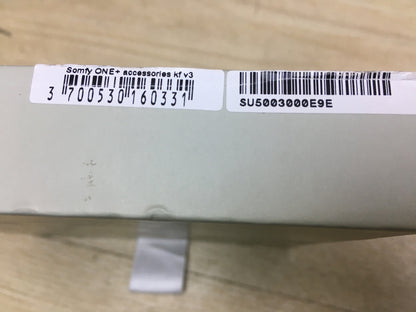 Somfy ONE+ accessories kf v3
3 700530 160331
SU5003000E9E